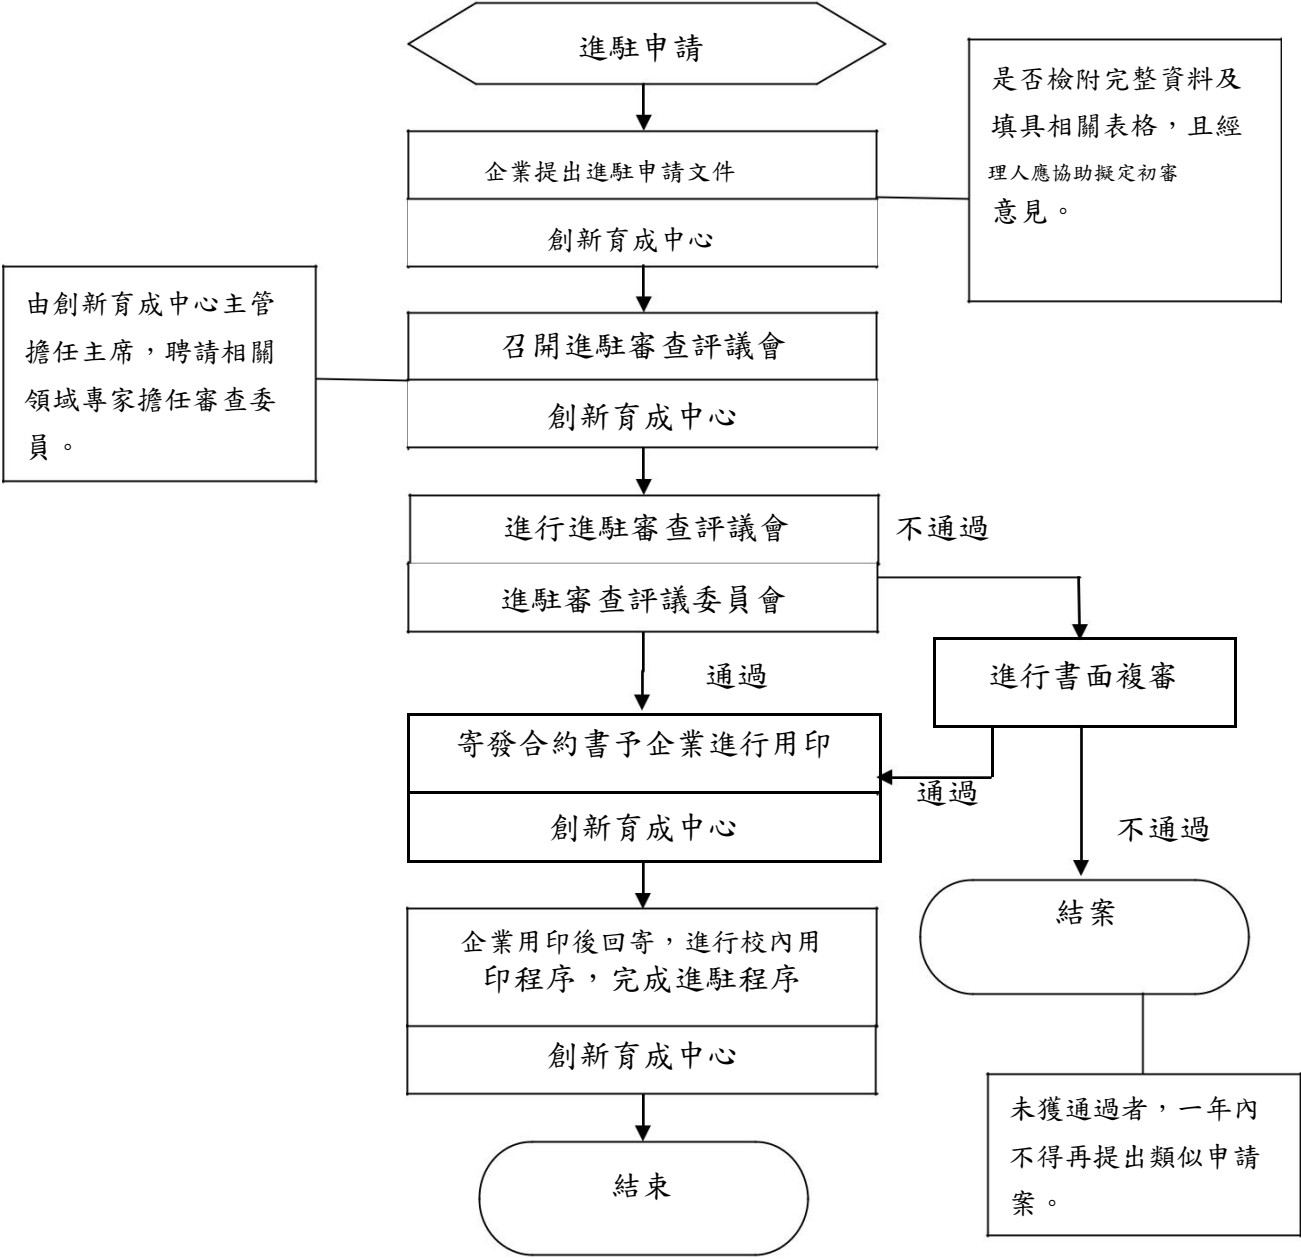 進駐申請
是否檢附完整資料及
填具相關表格，且經
理人應協助擬定初審
意見。
企業提出進駐申請文件
創新育成中心
由創新育成中心主管
擔任主席，聘請相關
領域專家擔任審查委
員。
召開進駐審查評議會
創新育成中心
進行進駐審查評議會
不通過
進駐審查評議委員會
通過
進行書面複審
寄發合約書予企業進行用印
通過
創新育成中心
不通過
結案
企業用印後回寄，進行校內用
印程序，完成進駐程序
創新育成中心
未獲通過者，一年內
不得再提出類似申請
案。
結束